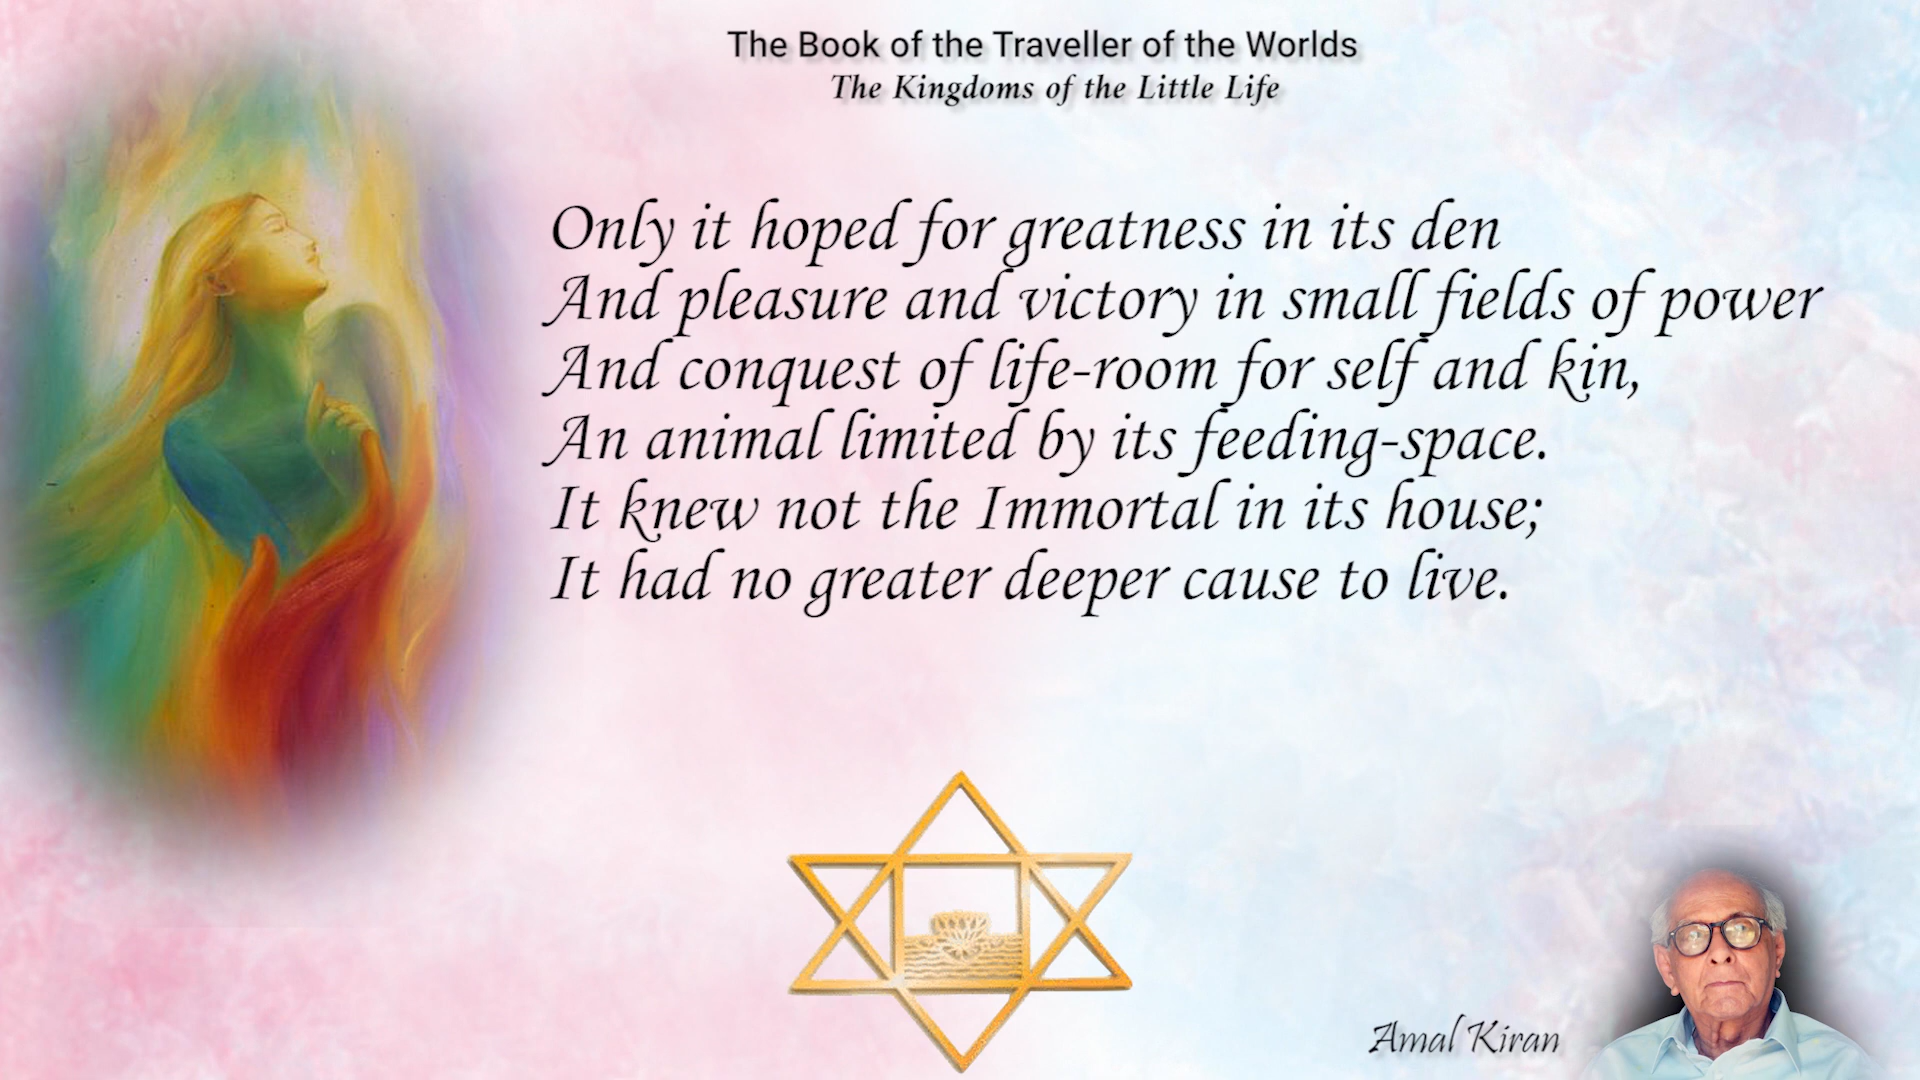 The Book of the Traveller of the Worlds
The Kingdoms of the Little Life
Only it hoped for greatness in its den
And pleasure and victory in small fields of power
And conquest of life-room for self and kin,
An animal limited by its feeding-space.
It knew not the Immortal in its house;
It had no greater deeper cause to live.
Amal Kiran